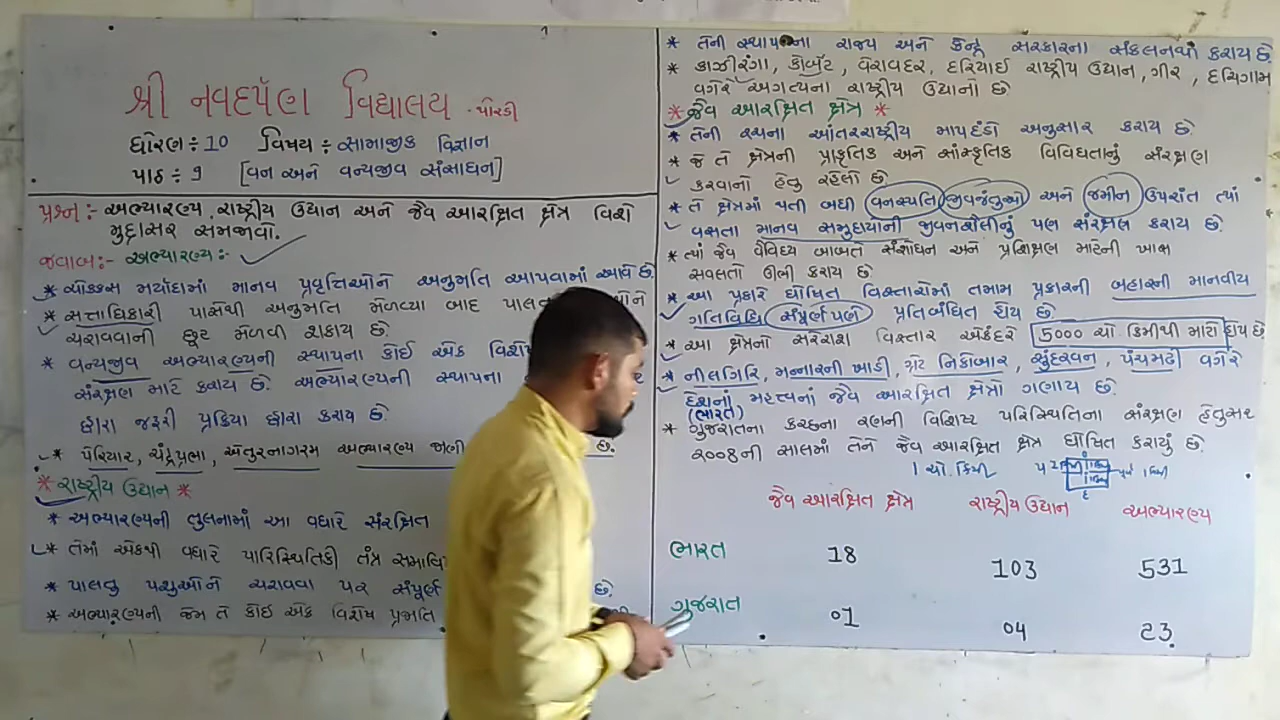 શ્રી નવદર્પણ વિદ્યાલય - પોરડી
ધોરણ ÷ 10 વિષય ÷ સામાજીક વિજ્ઞાન
પાઠ ÷ 9 [વન અને વન્યજીવ સંસાધન]
પ્રશ્ન :- અભ્યારણ્ય, રાષ્ટ્રીય ઉદ્યાન અને જૈવ આરક્ષિત ક્ષેત્ર વિશે
મુદ્દાસર સમજાવો.
જવાબ:- અભ્યારણ્ય :-
* ચોક્કસ મર્યાદામાં માનવ પ્રવૃત્તિઓને અનુમતિ આપવામાં આવે છે.
* સત્તાધિકારી પાસેથી અનુમતિ મેળવ્યા બાદ પાલતુ
ચરાવવાની છુટ મેળવી શકાય છે.
* વન્યજીવ અભ્યારણ્યની સ્થાપના કોઈ એક વિશેષ
સંરક્ષણ માટે કરાય છે. અભ્યારણ્યની સ્થાપના
દ્વારા જરૂરી પ્રક્રિયા દ્વારા કરાય છે.
* પેરિયાર, ચંદ્રપ્રભા, એતુરનાગરમ અભ્યારણ્ય જાણી છે.
* રાષ્ટ્રીય ઉદ્યાન *
* અભ્યારણ્યની તુલનામાં આ વધારે સંરક્ષિત
* તેમાં એકથી વધારે પારિસ્થિતિકી તંત્ર
* પાલતુ પશુઓને ચરાવવા પર સંપૂર્ણ છે.
* અભ્યારણ્યની જેમ તે કોઈ એક વિશેષ પ્રજાતિ
* તેની સ્થાપના રાજ્ય અને કેન્દ્ર સરકારના સંકલનથી કરાય છે.
* કાઝીરંગા, કોર્બેટ, વેરાવદર, દરિયાઈ રાષ્ટ્રીય ઉદ્યાન, ગીર, દચિગામ
વગેરે અગત્યના રાષ્ટ્રીય ઉદ્યાનો છે
* જૈવ આરક્ષિત ક્ષેત્ર *
* તેની રચના આંતરરાષ્ટ્રીય માપદંડો અનુસાર કરાય છે.
* જે તે ક્ષેત્રની પ્રાકૃતિક અને સાંસ્કૃતિક વિવિધતાનું સંરક્ષણ
કરવાનો હેતુ રહેલો છે
* તે ક્ષેત્રમાં થતી બધી વનસ્પતિ જીવજંતુઓ અને જમીન ઉપરાંત ત્યાં
વસતા માનવ સમુદાયાની જીવનશૈલીનું પણ સંરક્ષણ કરાય છે.
* ત્યાં જૈવ વૈવિધ્ય બાબતે સંશોધન અને પ્રશિક્ષણ માટેની ખાસ
સવલતો ઊભી કરાય છે
* આ પ્રકારે ઘોષિત વિસ્તારોમાં તમામ પ્રકારની બહારની માનવીય
ગતિવિધિ સંપૂર્ણપણે પ્રતિબંધિત હોય છે
* આ ક્ષેત્રનો સરેરાશ વિસ્તાર એકંદરે 5000 ચો કિમીથી મોટો હોય છે
* નીલગિરિ, મન્નારની ખાડી, ગ્રેટ નિકોબાર, સુંદરવન, પંચમઢી વગેરે
દેશનાં મહત્વનાં જૈવ આરક્ષિત ક્ષેત્રો ગણાય છે.
(ભારત)
* ગુજરાતના કચ્છના રણની વિશિષ્ટ પરિસ્થિતિના સંરક્ષણ હેતુસર
૨૦૦8ની સાલમાં તેને જૈવ આરક્ષિત ક્ષેત્ર ઘોષિત કરાયું છે.
1 ચો. કિમી
જૈવ આરક્ષિત ક્ષેત્ર રાષ્ટ્રીય ઉદ્યાન અભ્યારણ્ય
ભારત 18 103 531
ગુજરાત 01 04 23